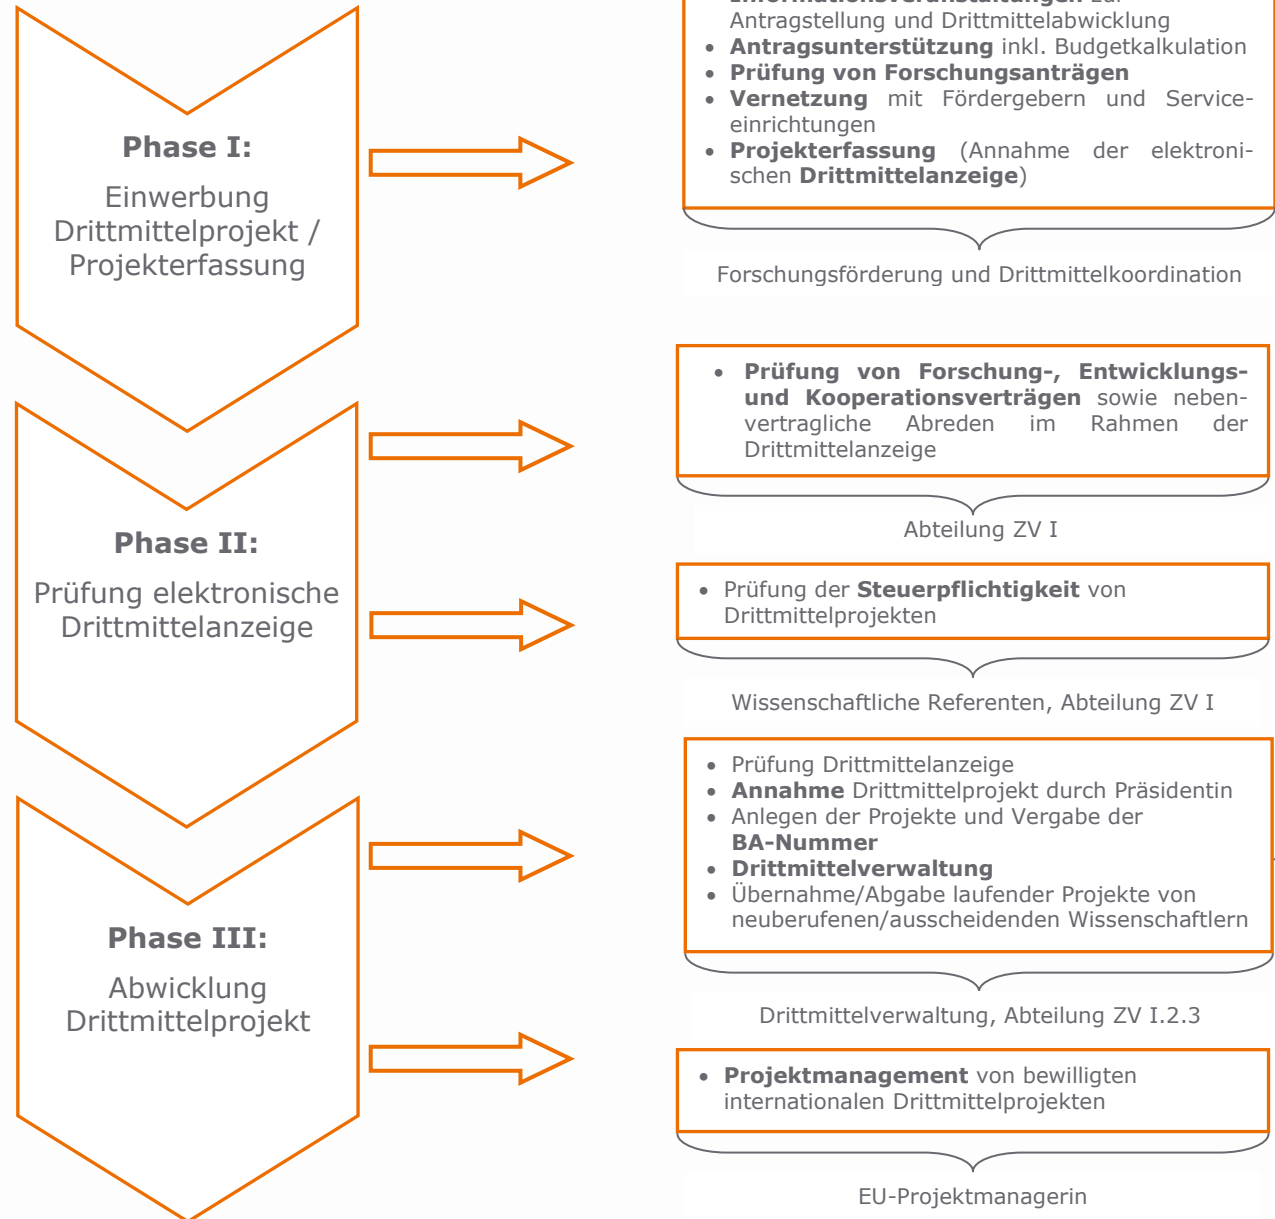 Informationsveranstaltungen zur
Antragstellung und Drittmittelabwicklung
• Antragsunterstützung inkl. Budgetkalkulation
• Prüfung von Forschungsanträgen
• Vernetzung mit Fördergebern und Service-
einrichtungen
• Projekterfassung (Annahme der elektroni-
schen Drittmittelanzeige)
Forschungsförderung und Drittmittelkoordination
Phase I:
Einwerbung
Drittmittelprojekt /
Projekterfassung
• Prüfung von Forschung-, Entwicklungs-
und Kooperationsverträgen sowie neben-
vertragliche Abreden im Rahmen der
Drittmittelanzeige
Abteilung ZV I
Phase II:
Prüfung elektronische
Drittmittelanzeige
• Prüfung der Steuerpflichtigkeit von
Drittmittelprojekten
Wissenschaftliche Referenten, Abteilung ZV I
• Prüfung Drittmittelanzeige
• Annahme Drittmittelprojekt durch Präsidentin
• Anlegen der Projekte und Vergabe der
BA-Nummer
• Drittmittelverwaltung
• Übernahme/Abgabe laufender Projekte von
neuberufenen/ausscheidenden Wissenschaftlern
Drittmittelverwaltung, Abteilung ZV I.2.3
Phase III:
Abwicklung
Drittmittelprojekt
• Projektmanagement von bewilligten
internationalen Drittmittelprojekten
EU-Projektmanagerin